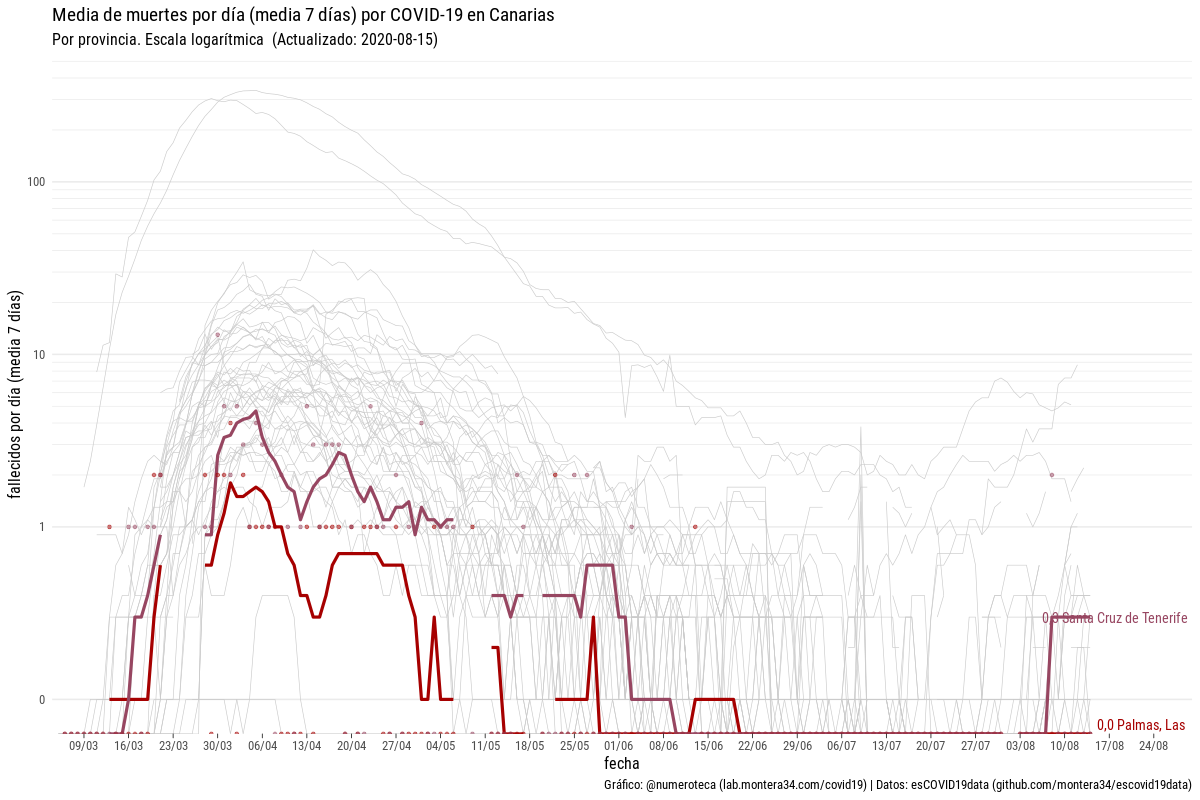 Media de muertes por día (media 7 días) por COVID-19 en Canarias
Por provincia. Escala logarítmica (Actualizado: 2020-08-15)
fallecidos por día (media 7 días)
100
10
1
0
0,3 Santa Cruz de Tenerife
0,0 Palmas, Las
09/03 16/03 23/03 30/03 06/04 13/04 20/04 27/04 04/05 11/05 18/05 25/05 01/06 08/06 15/06 22/06 29/06 06/07 13/07 20/07 27/07 03/08 10/08 17/08 24/08
fecha
Gráfico: @numeroteca (lab.montera34.com/covid19) | Datos: esCOVID19data (github.com/montera34/escovid19data)